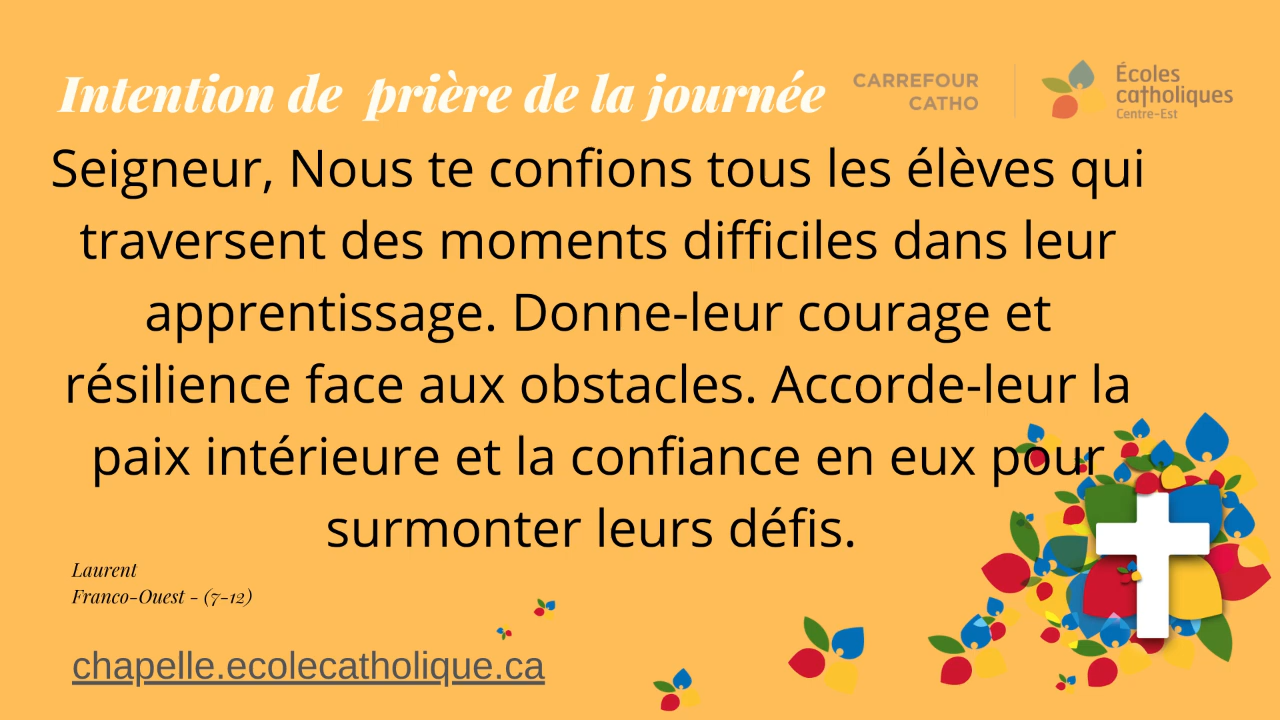 Intention de prière de la journée
CARREFOUR
CATHO
Écoles
catholiques
Centre-Est
Seigneur, Nous te confions tous les élèves qui
traversent des moments difficiles dans leur
apprentissage. Donne-leur courage et
résilience face aux obstacles. Accorde-leur la
paix intérieure et la confiance en eux pour
surmonter leurs défis.
Laurent
Franco-Ouest - (7-12)
chapelle.ecolecatholique.ca